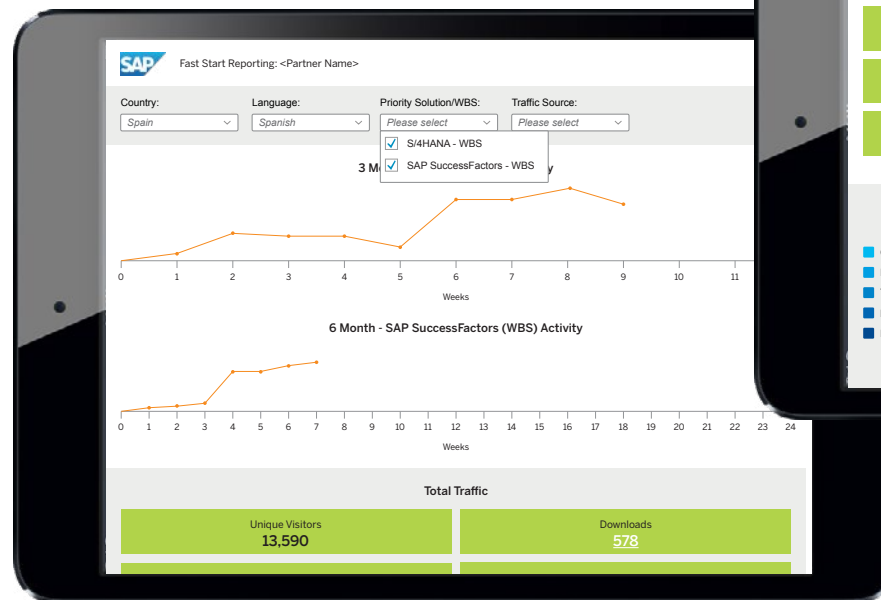 SAP
Fast Start Reporting: <Partner Name>
Country: Language: Priority Solution/WBS: Traffic Source:
Spain Spanish Please select Please select
S/4HANA - WBS
SAP SuccessFactors - WBS
3 M y
0 1 2 3 4 5 6 7 8 9 10 11
Weeks
6 Month - SAP SuccessFactors (WBS) Activity
0 1 2 3 4 5 6 7 8 9 10 11 12 13 14 15 16 17 18 19 20 21 22 23 24
Weeks
Total Traffic
Unique Visitors Downloads
13,590 578